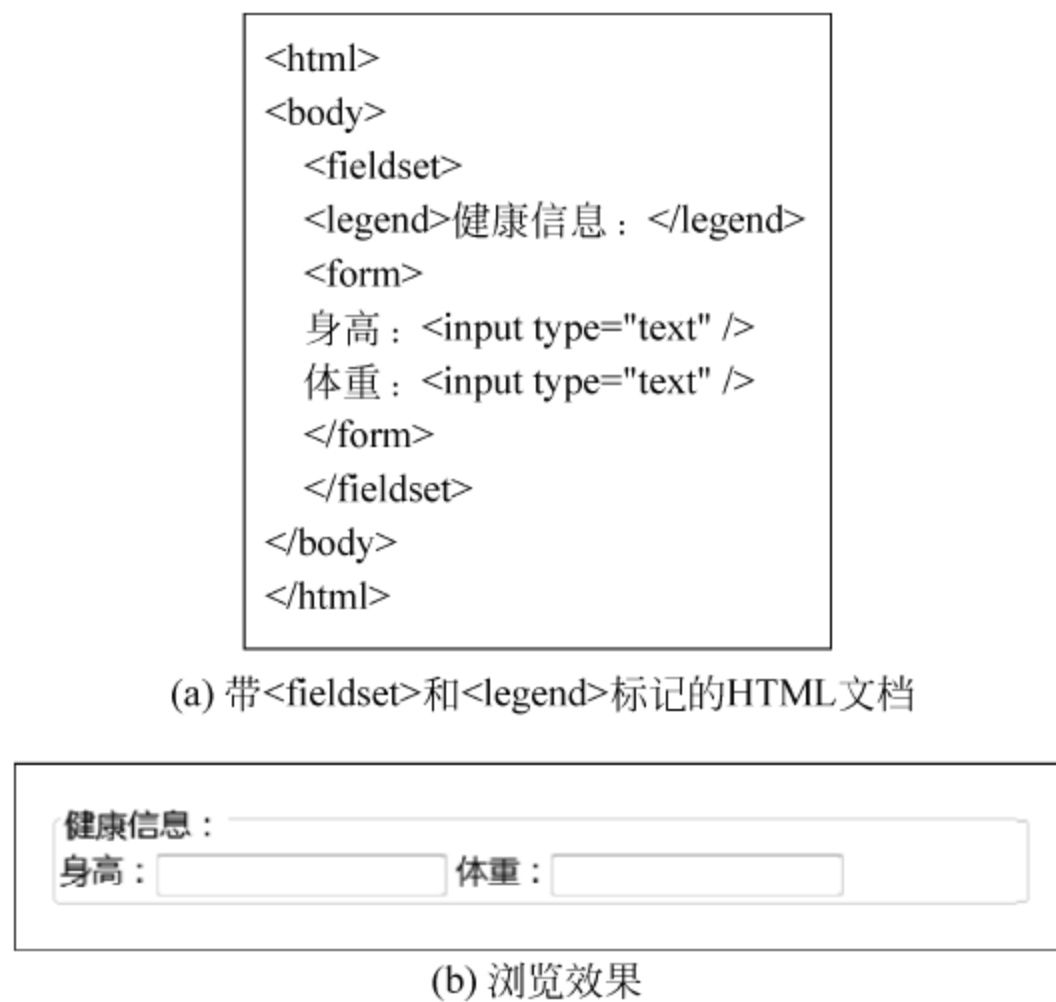 <html>
<body>
<fieldset>
<legend>健康信息：</legend>
<form>
身高：<input type="text" />
体重：<input type="text" />
</form>
</fieldset>
</body>
</html>
(a) 带<fieldset>和<legend>标记的HTML文档
健康信息：
身高： 体重：
(b) 浏览效果